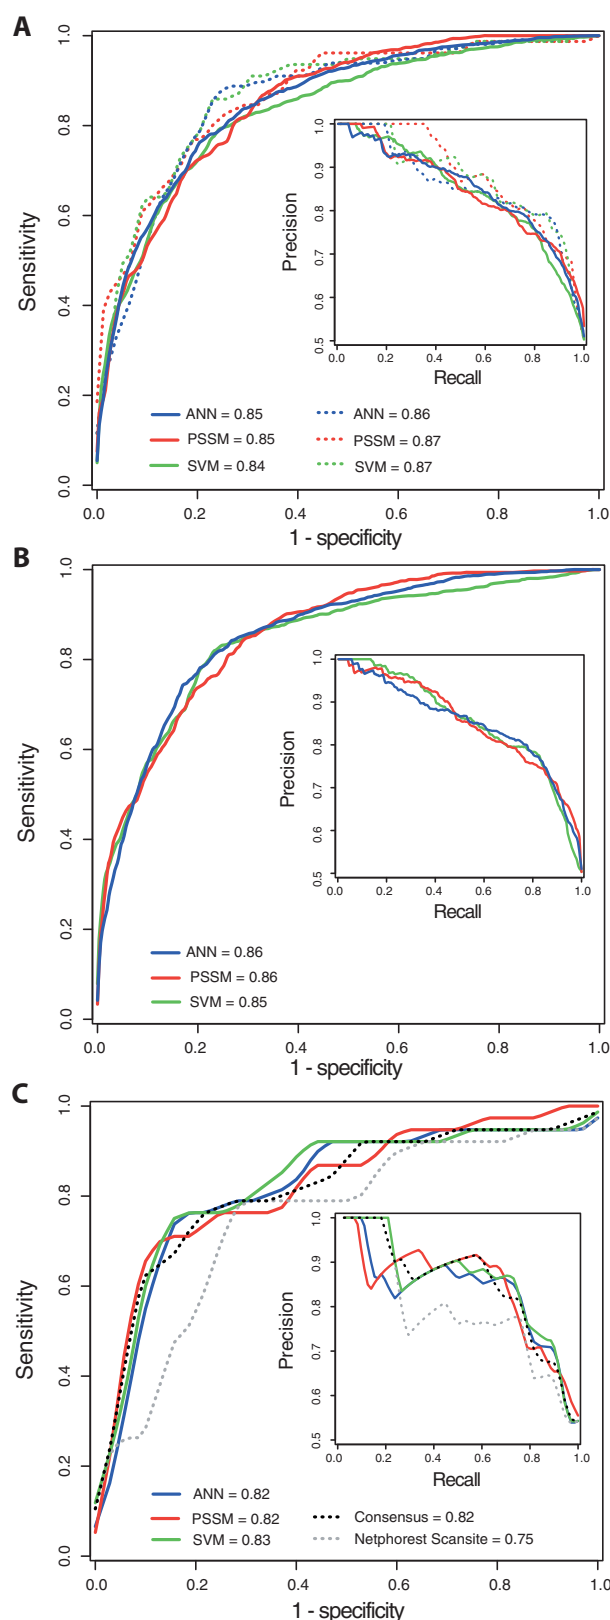 A
Sensitivity
1.0
0.8
0.6
0.4
0.2
0.0
Precision
1.0
0.9
0.8
0.7
0.6
0.5
0.0 0.2 0.4 0.6 0.8 1.0
Recall
ANN = 0.85 ANN = 0.86
PSSM = 0.85 PSSM = 0.87
SVM = 0.84 SVM = 0.87
0.0 0.2 0.4 0.6 0.8 1.0
1 - specificity
B
Sensitivity
1.0
0.8
0.6
0.4
0.2
0.0
Precision
1.0
0.9
0.8
0.7
0.6
0.5
0.0 0.2 0.4 0.6 0.8 1.0
Recall
ANN = 0.86
PSSM = 0.86
SVM = 0.85
0.0 0.2 0.4 0.6 0.8 1.0
1 - specificity
C
Sensitivity
1.0
0.8
0.6
0.4
0.2
0.0
Precision
1.0
0.9
0.8
0.7
0.6
0.5
0.0 0.2 0.4 0.6 0.8 1.0
Recall
ANN = 0.82
PSSM = 0.82 Consensus = 0.82
SVM = 0.83 Netphorest Scansite = 0.75
0.0 0.2 0.4 0.6 0.8 1.0
1 - specificity